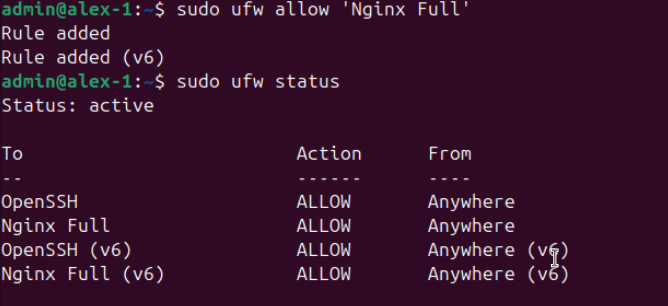 admin@alex-1:~$ sudo ufw allow 'Nginx Full'
Rule added
Rule added (v6)
admin@alex-1:~$ sudo ufw status
Status: active
To Action From
-- ------ ----
OpenSSH ALLOW Anywhere
Nginx Full ALLOW Anywhere
OpenSSH (v6) ALLOW Anywhere (v6)
Nginx Full (v6) ALLOW Anywhere (v6)